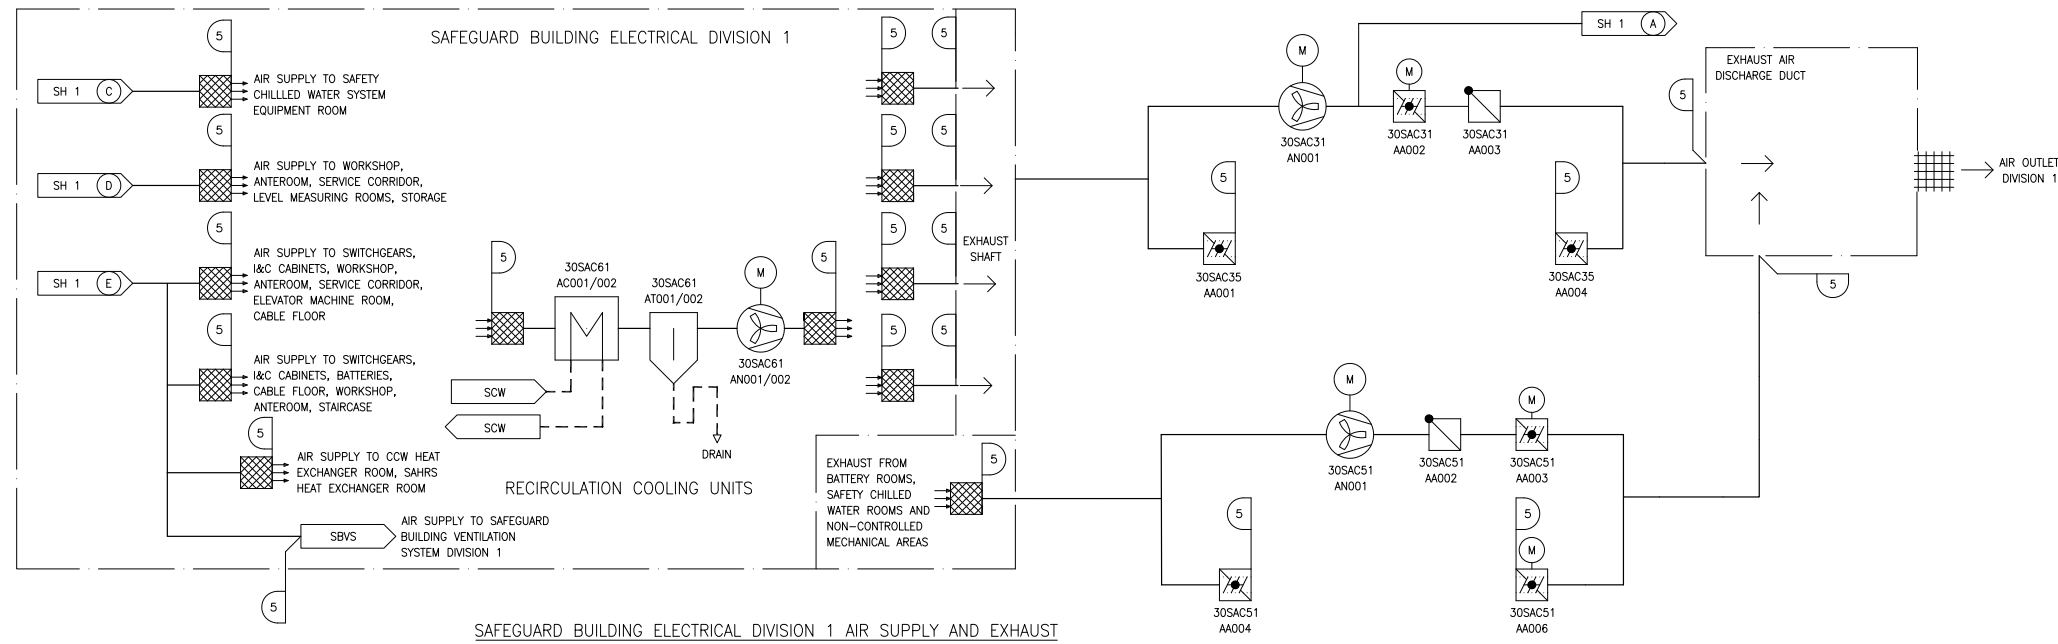 SAFEGUARD BUILDING ELECTRICAL DIVISION 1
5
5
5
SH 1 C
AIR SUPPLY TO SAFETY
CHILLLED WATER SYSTEM
EQUIPMENT ROOM
5
5
5
SH 1 D
AIR SUPPLY TO WORKSHOP,
ANTEROOM, SERVICE CORRIDOR,
LEVEL MEASURING ROOMS, STORAGE
5
5
5
SH 1 E
AIR SUPPLY TO SWITCHGEARS,
I&C CABINETS, WORKSHOP,
ANTEROOM, SERVICE CORRIDOR,
ELEVATOR MACHINE ROOM,
CABLE FLOOR
5
5
5
AIR SUPPLY TO SWITCHGEARS,
I&C CABINETS, BATTERIES,
CABLE FLOOR, WORKSHOP,
ANTEROOM, STAIRCASE
5
AIR SUPPLY TO CCW HEAT
EXCHANGER ROOM, SAHRS
HEAT EXCHANGER ROOM
SBVS
AIR SUPPLY TO SAFEGUARD
BUILDING VENTILATION
SYSTEM DIVISION 1
5
5
30SAC61
AC001/002
30SAC61
AT001/002
M
30SAC61
AN001/002
5
SCW
SCW
DRAIN
RECIRCULATION COOLING UNITS
EXHAUST
SHAFT
EXHAUST FROM
BATTERY ROOMS,
SAFETY CHILLED
WATER ROOMS AND
NON-CONTROLLED
MECHANICAL AREAS
5
SH 1 A
M
30SAC31
AN001
M
30SAC31
AA002
30SAC31
AA003
5
30SAC35
AA001
5
30SAC35
AA004
5
EXHAUST AIR
DISCHARGE DUCT
AIR OUTLET
DIVISION 1
5
M
30SAC51
AN001
30SAC51
AA002
M
30SAC51
AA003
5
30SAC51
AA004
5
M
30SAC51
AA006
SAFEGUARD BUILDING ELECTRICAL DIVISION 1 AIR SUPPLY AND EXHAUST